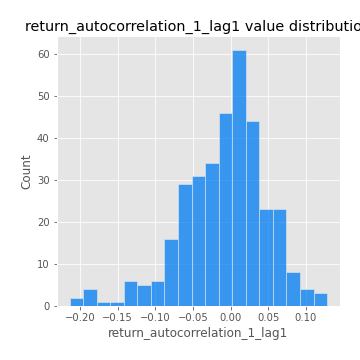 return_autocorrelation_1_lag1 value distributio
60
50
40
30
20
10
0
Count
−0.20 −0.15 −0.10 −0.05 0.00 0.05 0.10
return_autocorrelation_1_lag1